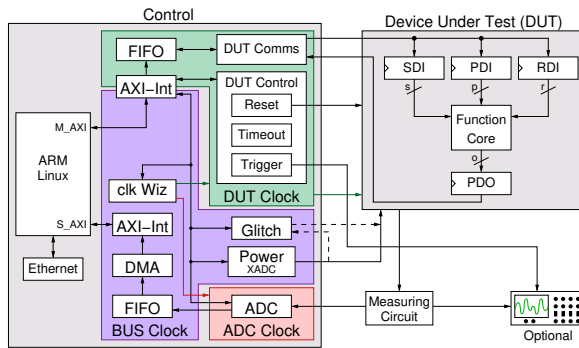 Control
Device Under Test (DUT)
FIFO
DUT Comms
AXI-Int
DUT Control
Reset
Timeout
Trigger
DUT Clock
SDI
PDI
RDI
s
p
r
Function
Core
o
PDO
M_AXI
ARM
Linux
S_AXI
Ethernet
clk Wiz
AXI-Int
DMA
FIFO
BUS Clock
Glitch
Power
XADC
ADC
ADC Clock
Measuring
Circuit
Optional